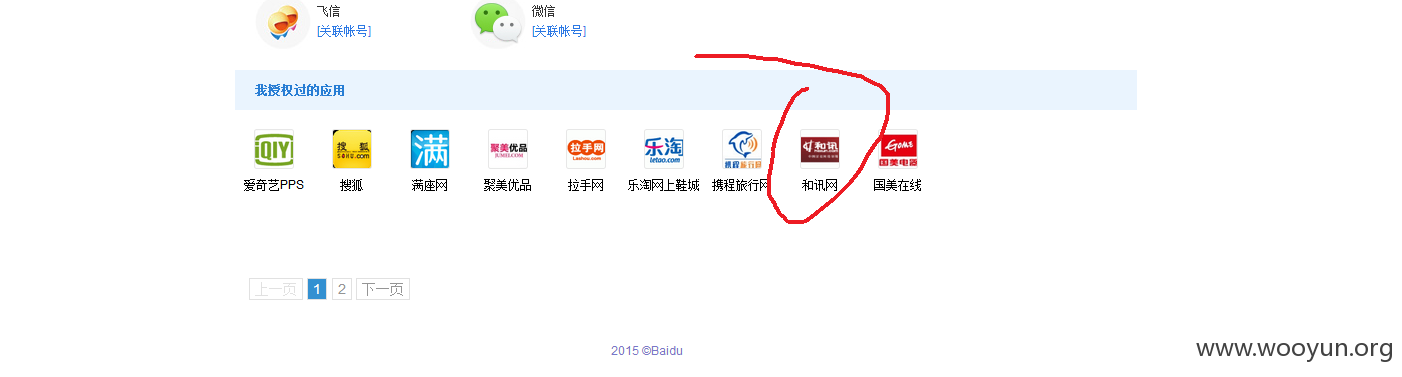 飞信
[关联帐号]
微信
[关联帐号]
我授权过的应用
iQIY
搜狐
SOHU.com
满
聚美优品
JUMEI.COM
拉手网
Lashou.com
乐淘
letao.com
携程旅行网
和讯
GOME
国美电器
爱奇艺PPS
搜狐
满座网
聚美优品
拉手网
乐淘网上鞋城
携程旅行网
和讯网
国美在线
上一页 1 2 下一页
2015 ©Baidu
www.wooyun.org